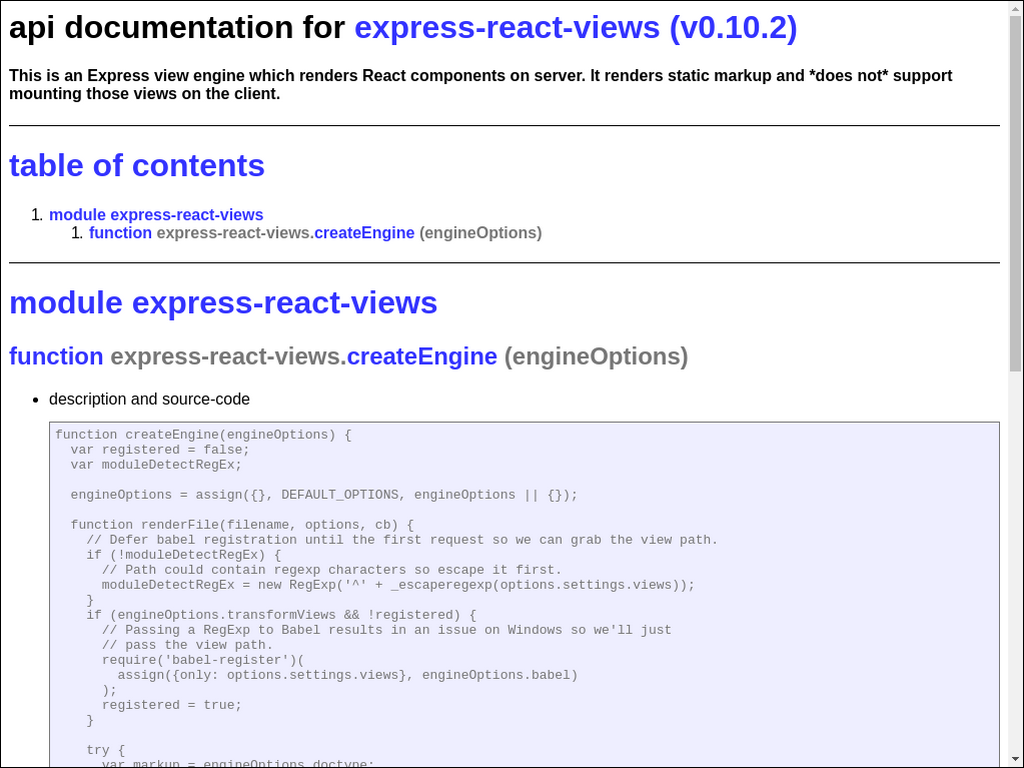 api documentation for express-react-views (v0.10.2)
This is an Express view engine which renders React components on server. It renders static markup and *does not* support
mounting those views on the client.
table of contents
1. module express-react-views
1. function express-react-views.createEngine (engineOptions)
module express-react-views
function express-react-views.createEngine (engineOptions)
• description and source-code
function createEngine(engineOptions) {
  var registered = false;
  var moduleDetectRegEx;
  engineOptions = assign({}, DEFAULT_OPTIONS, engineOptions || {});
  function renderFile(filename, options, cb) {
    // Defer babel registration until the first request so we can grab the view path.
    if (!moduleDetectRegEx) {
      // Path could contain regexp characters so escape it first.
      moduleDetectRegEx = new RegExp('^' + _escaperegexp(options.settings.views));
    }
    if (engineOptions.transformViews && !registered) {
      // Passing a RegExp to Babel results in an issue on Windows so we'll just
      // pass the view path.
      require('babel-register')(
        assign({only: options.settings.views}, engineOptions.babel)
      );
      registered = true;
    }
    try {
      var markup = engineOptions.doctype;